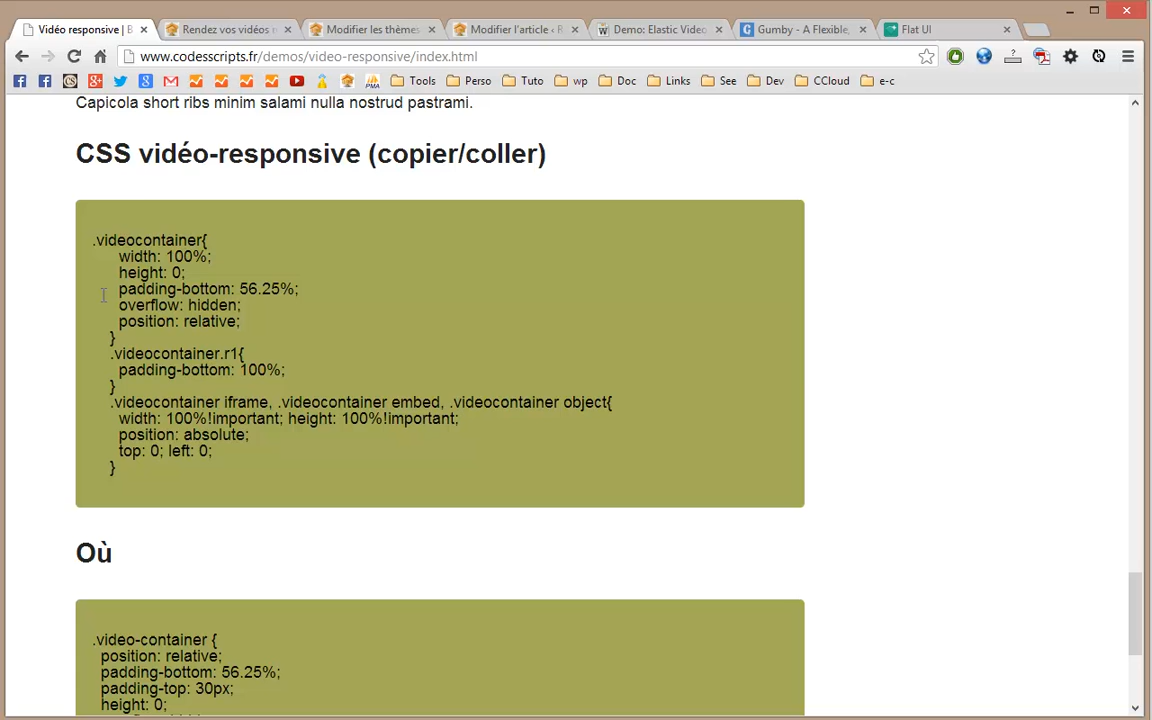 Vidéo responsive | B
Rendez vos vidéos
Modifier les thèmes
Modifier l'article ‹ R
Demo: Elastic Video
Gumby - A Flexible,
Flat UI
www.codesscripts.fr/demos/video-responsive/index.html
Tools Perso Tuto wp Doc Links See Dev CCloud e-c
Capicola short ribs minim salami nulla nostrud pastrami.
CSS vidéo-responsive (copier/coller)
.videocontainer{
width: 100%;
height: 0;
padding-bottom: 56.25%;
overflow: hidden;
position: relative;
}
.videocontainer.r1{
padding-bottom: 100%;
}
.videocontainer iframe, .videocontainer embed, .videocontainer object{
width: 100%!important; height: 100%!important;
position: absolute;
top: 0; left: 0;
}
Où
.video-container {
position: relative;
padding-bottom: 56.25%;
padding-top: 30px;
height: 0;